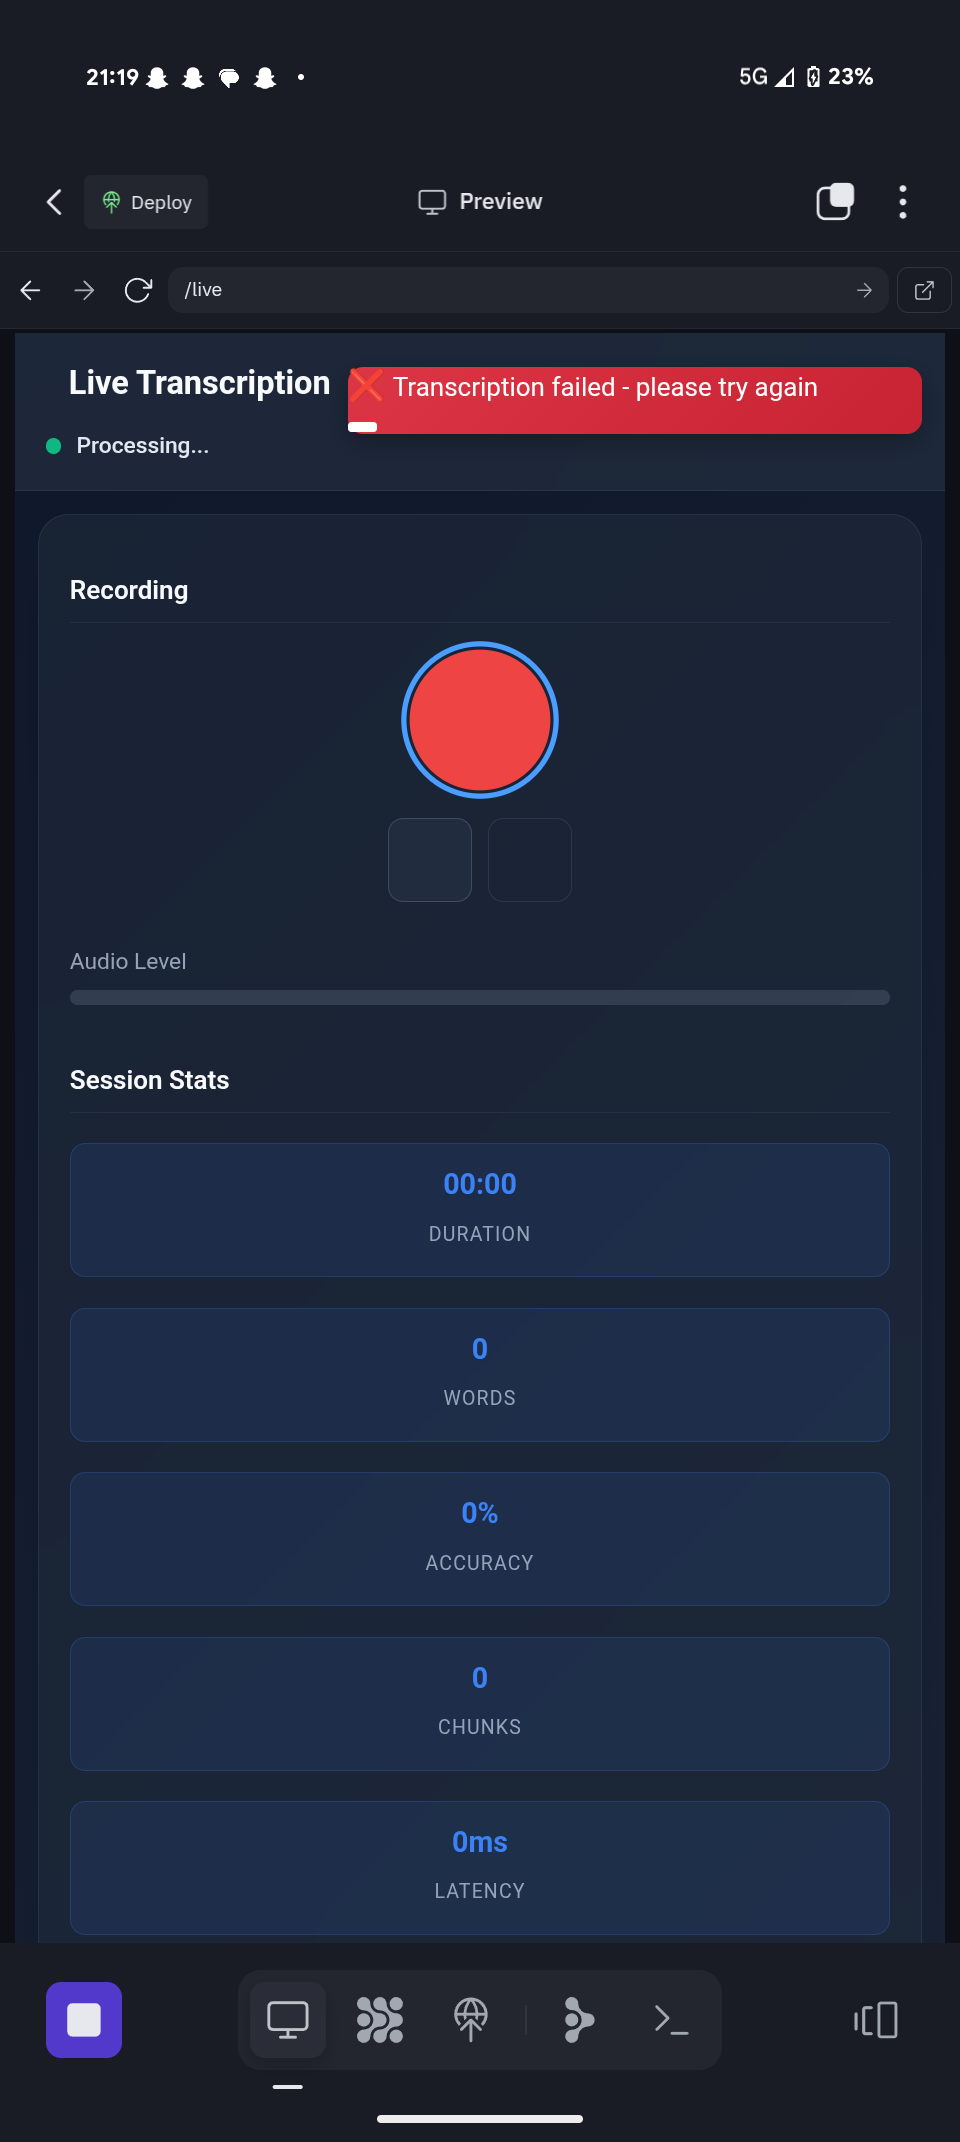 21:19
5G 23%
Deploy
Preview
/live
Live Transcription
❌ Transcription failed - please try again
Processing...
Recording
Audio Level
Session Stats
00:00
DURATION
0
WORDS
0%
ACCURACY
0
CHUNKS
0ms
LATENCY